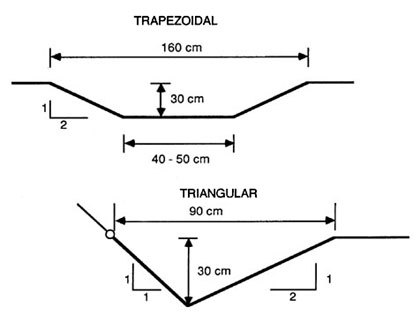 TRAPEZOIDAL
160 cm
30 cm
1
2
40 - 50 cm
TRIANGULAR
90 cm
30 cm
1
1
2
1